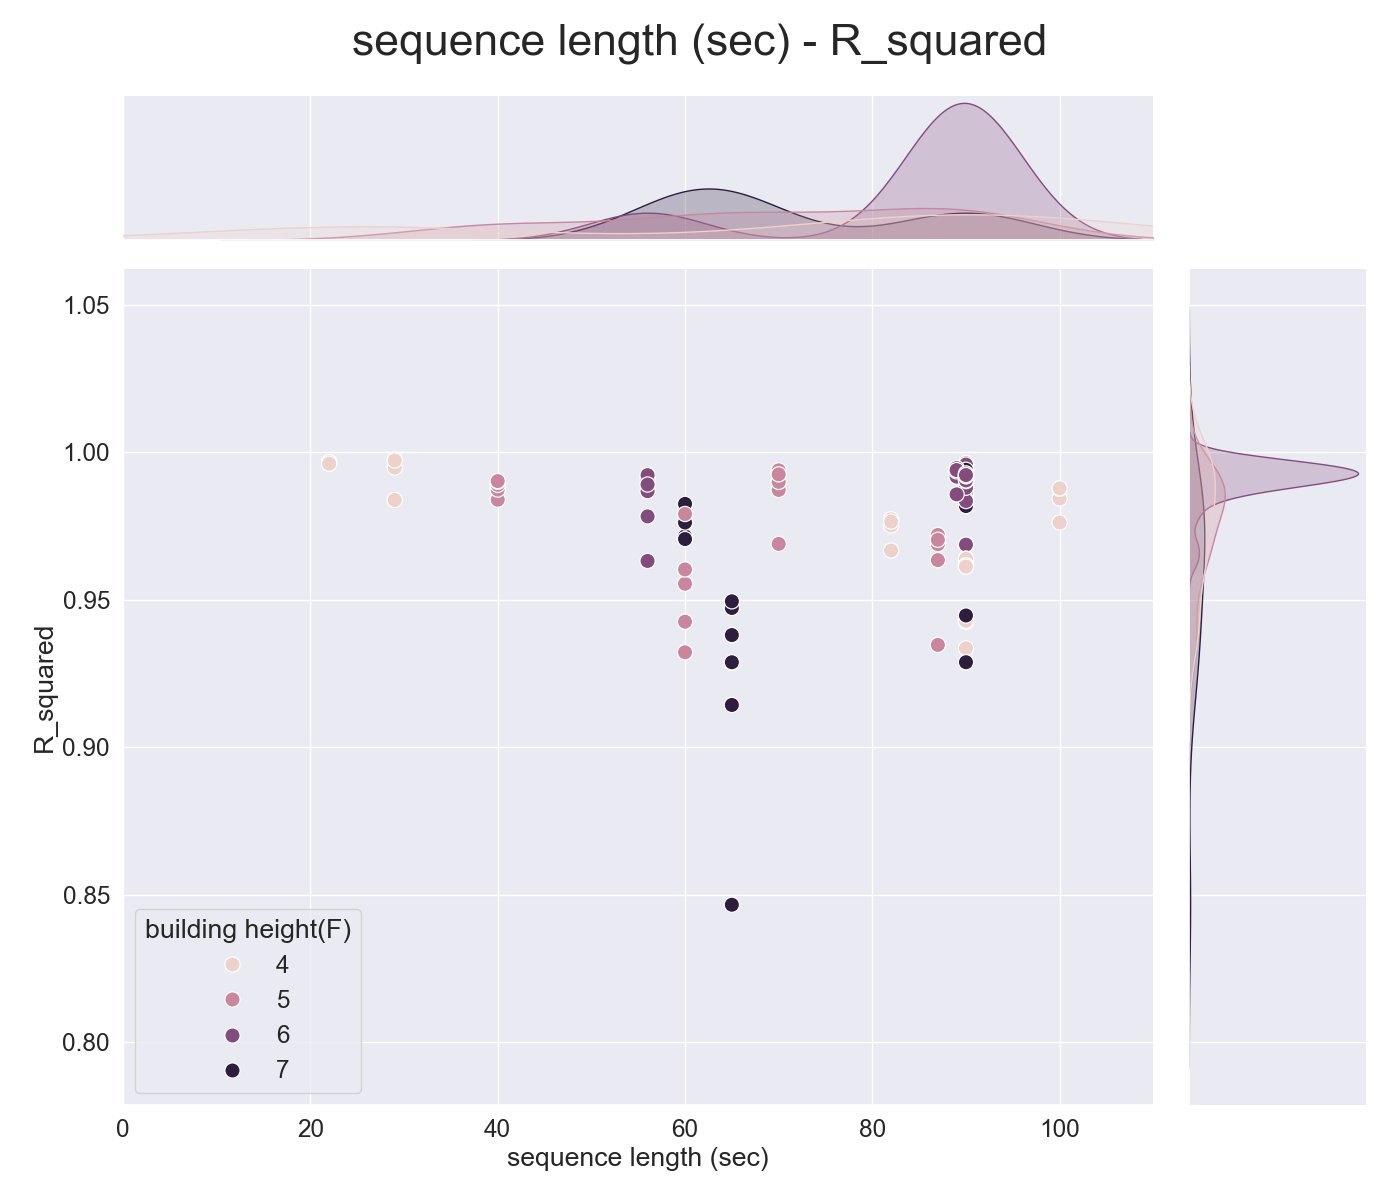 sequence length (sec) - R_squared
1.05
1.00
0.95
0.90
0.85
0.80
R_squared
building height(F)
4
5
6
7
0 20 40 60 80 100
sequence length (sec)